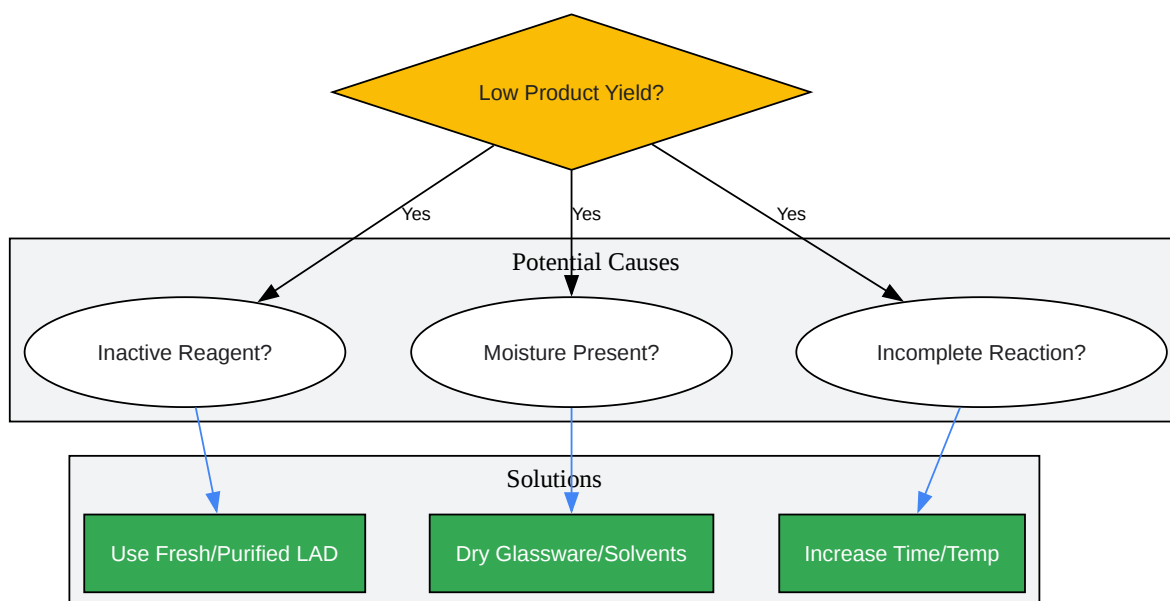 Low Product Yield?
Yes
Yes
Yes
Potential Causes
Inactive Reagent?
Moisture Present?
Incomplete Reaction?
Solutions
Use Fresh/Purified LAD
Dry Glassware/Solvents
Increase Time/Temp